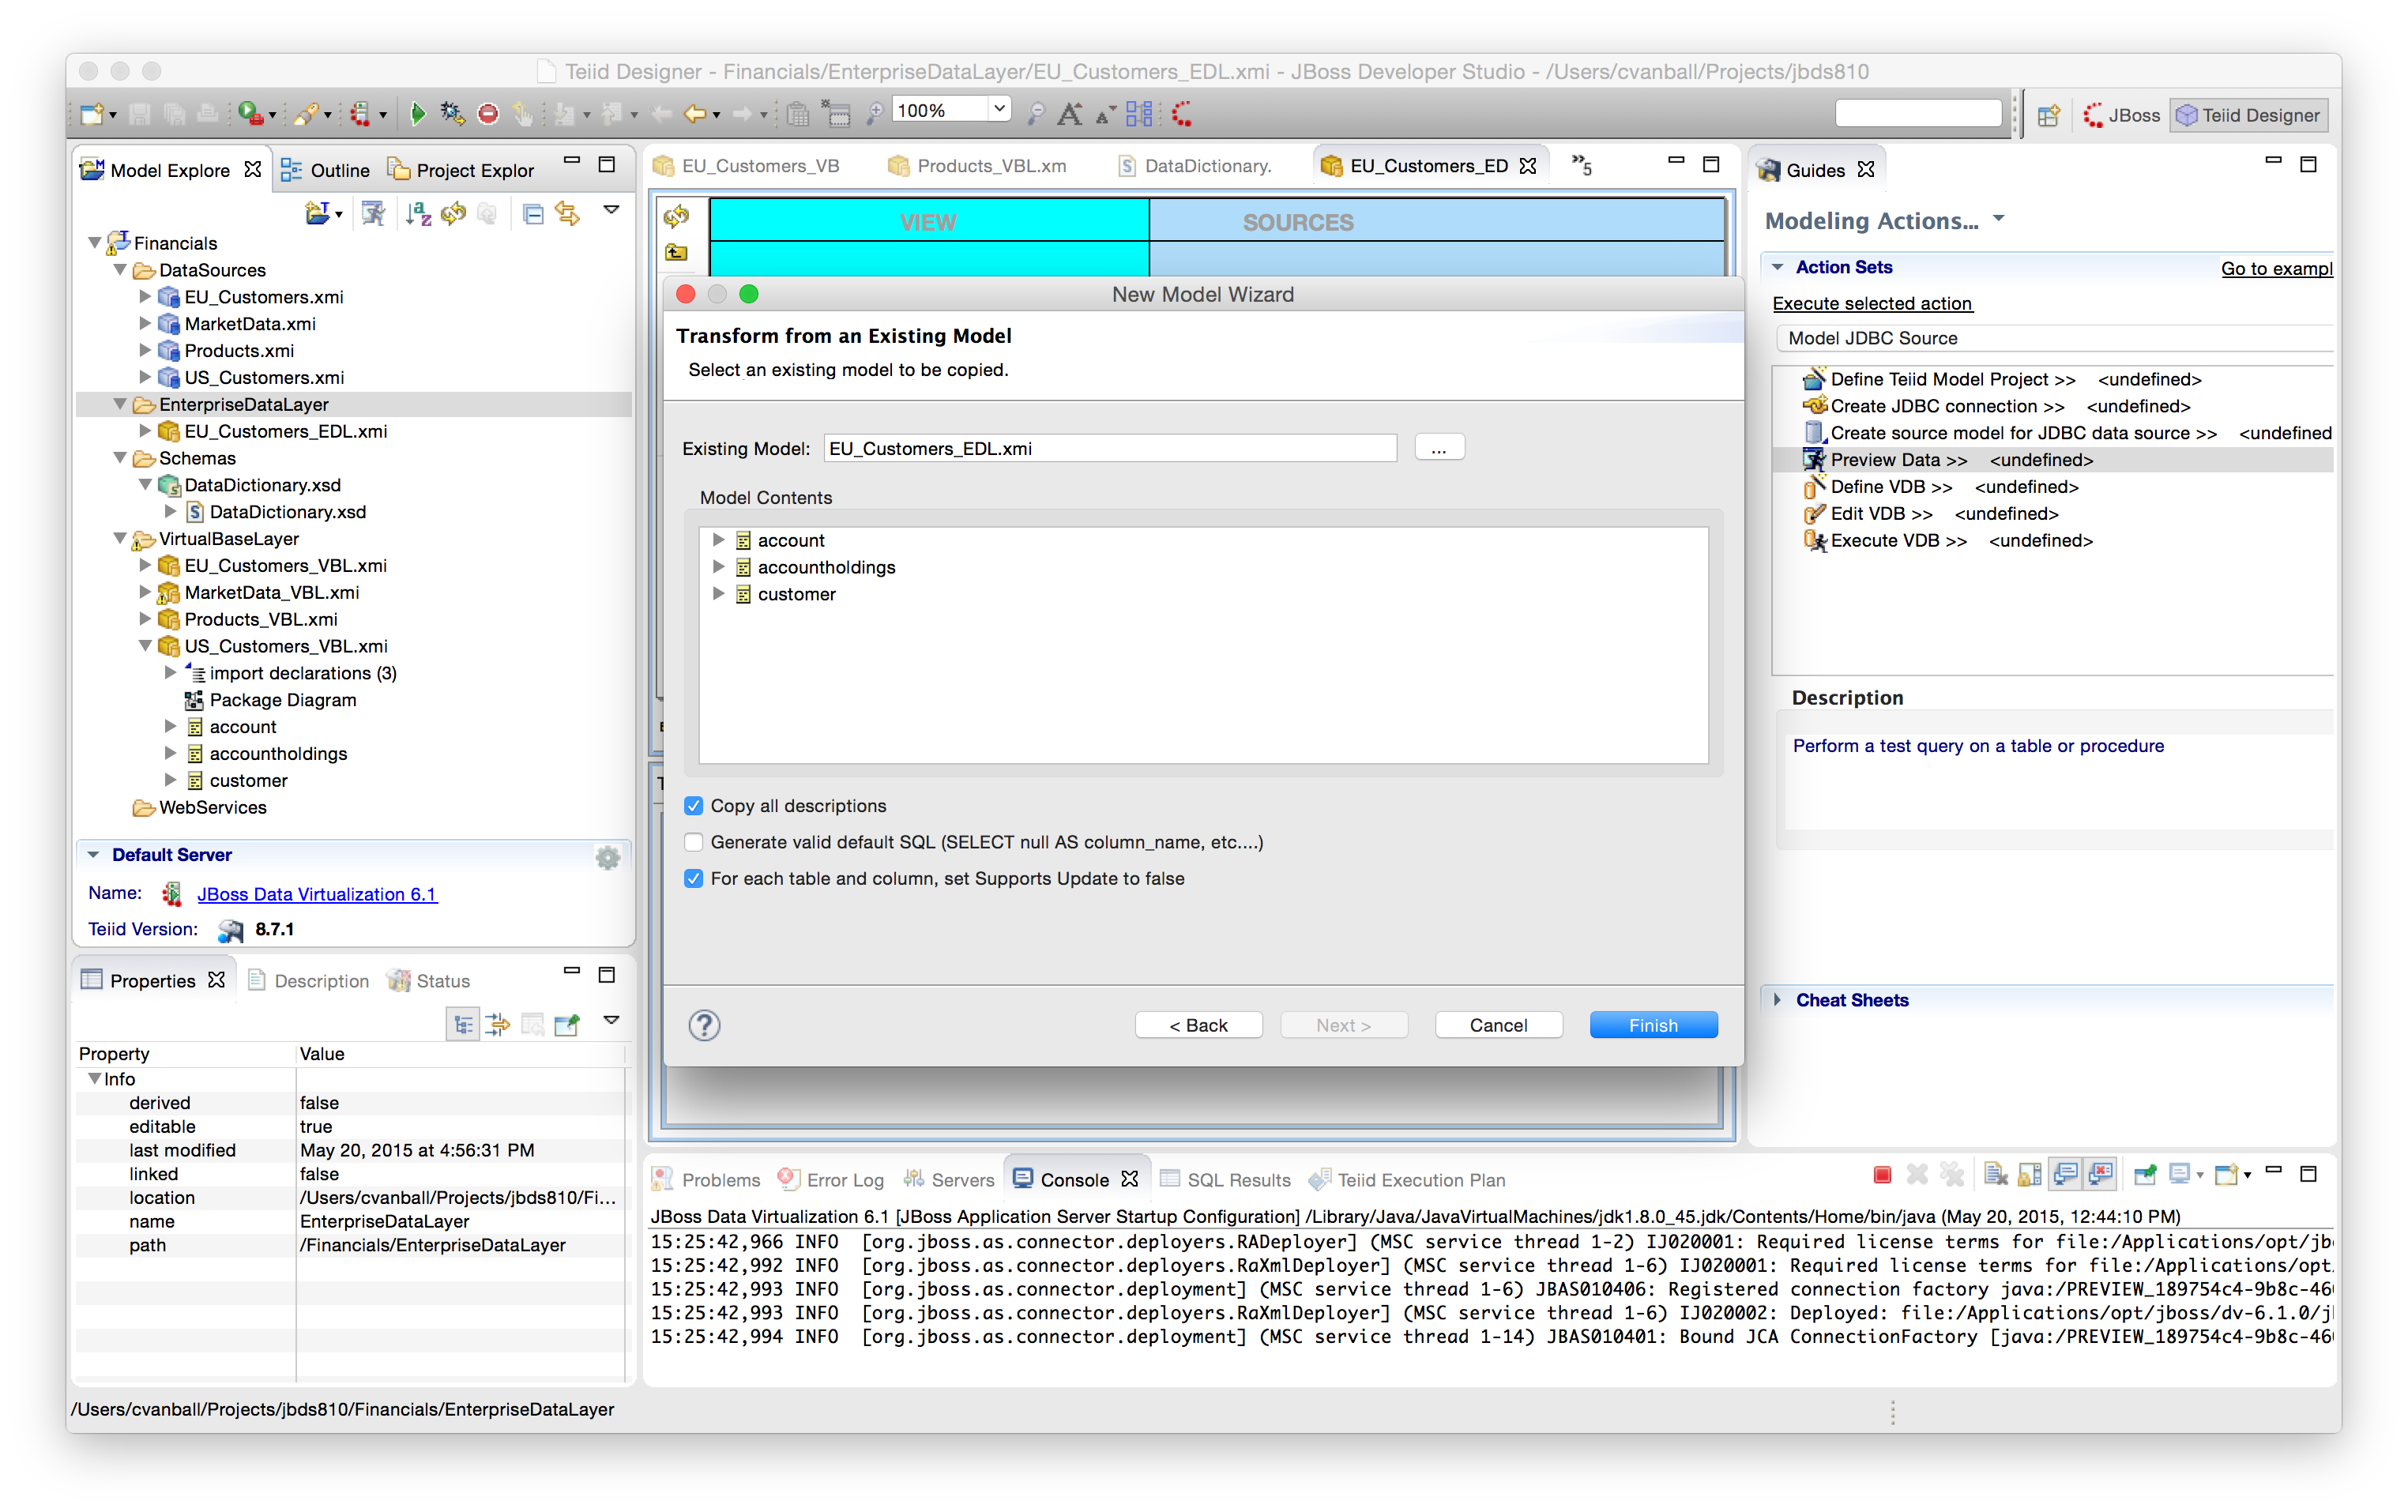 Teiid Designer - Financials/EnterpriseDataLayer/EU_Customers_EDL.xmi - JBoss Developer Studio - /Users/cvanball/Projects/jbds810
100%
JBoss
Teiid Designer
Model Explore
Outline
Project Explor
Financials
DataSources
EU_Customers.xmi
MarketData.xmi
Products.xmi
US_Customers.xmi
EnterpriseDataLayer
EU_Customers_EDL.xmi
Schemas
DataDictionary.xsd
DataDictionary.xsd
VirtualBaseLayer
EU_Customers_VBL.xmi
MarketData_VBL.xmi
Products_VBL.xmi
US_Customers_VBL.xmi
import declarations (3)
Package Diagram
account
accountholdings
customer
WebServices
Default Server
Name: JBoss Data Virtualization 6.1
Teiid Version: 8.7.1
Properties
Description
Status
Property Value
Info
derived false
editable true
last modified May 20, 2015 at 4:56:31 PM
linked false
location /Users/cvanball/Projects/jbds810/Fi...
name EnterpriseDataLayer
path /Financials/EnterpriseDataLayer
EU_Customers_VB
Products_VBL.xm
DataDictionary.
EU_Customers_ED
»5
VIEW
SOURCES
New Model Wizard
Transform from an Existing Model
Select an existing model to be copied.
Existing Model: EU_Customers_EDL.xmi ...
Model Contents
account
accountholdings
customer
Copy all descriptions
Generate valid default SQL (SELECT null AS column_name, etc....)
For each table and column, set Supports Update to false
?
< Back
Next >
Cancel
Finish
Guides
Modeling Actions...
Action Sets
Go to exampl
Execute selected action
Model JDBC Source
Define Teiid Model Project >> <undefined>
Create JDBC connection >> <undefined>
Create source model for JDBC data source >> <undefined
Preview Data >> <undefined>
Define VDB >> <undefined>
Edit VDB >> <undefined>
Execute VDB >> <undefined>
Description
Perform a test query on a table or procedure
Cheat Sheets
Problems
Error Log
Servers
Console
SQL Results
Teiid Execution Plan
JBoss Data Virtualization 6.1 [JBoss Application Server Startup Configuration] /Library/Java/JavaVirtualMachines/jdk1.8.0_45.jdk/Contents/Home/bin/java (May 20, 2015, 12:44:10 PM)
15:25:42,966 INFO [org.jboss.as.connector.deployers.RADeployer] (MSC service thread 1-2) IJ020001: Required license terms for file:/Applications/opt/jb
15:25:42,992 INFO [org.jboss.as.connector.deployers.RaXmlDeployer] (MSC service thread 1-6) IJ020001: Required license terms for file:/Applications/opt
15:25:42,993 INFO [org.jboss.as.connector.deployment] (MSC service thread 1-6) JBAS010406: Registered connection factory java:/PREVIEW_189754c4-9b8c-46
15:25:42,993 INFO [org.jboss.as.connector.deployers.RaXmlDeployer] (MSC service thread 1-6) IJ020002: Deployed: file:/Applications/opt/jboss/dv-6.1.0/j
15:25:42,994 INFO [org.jboss.as.connector.deployment] (MSC service thread 1-14) JBAS010401: Bound JCA ConnectionFactory [java:/PREVIEW_189754c4-9b8c-46
/Users/cvanball/Projects/jbds810/Financials/EnterpriseDataLayer